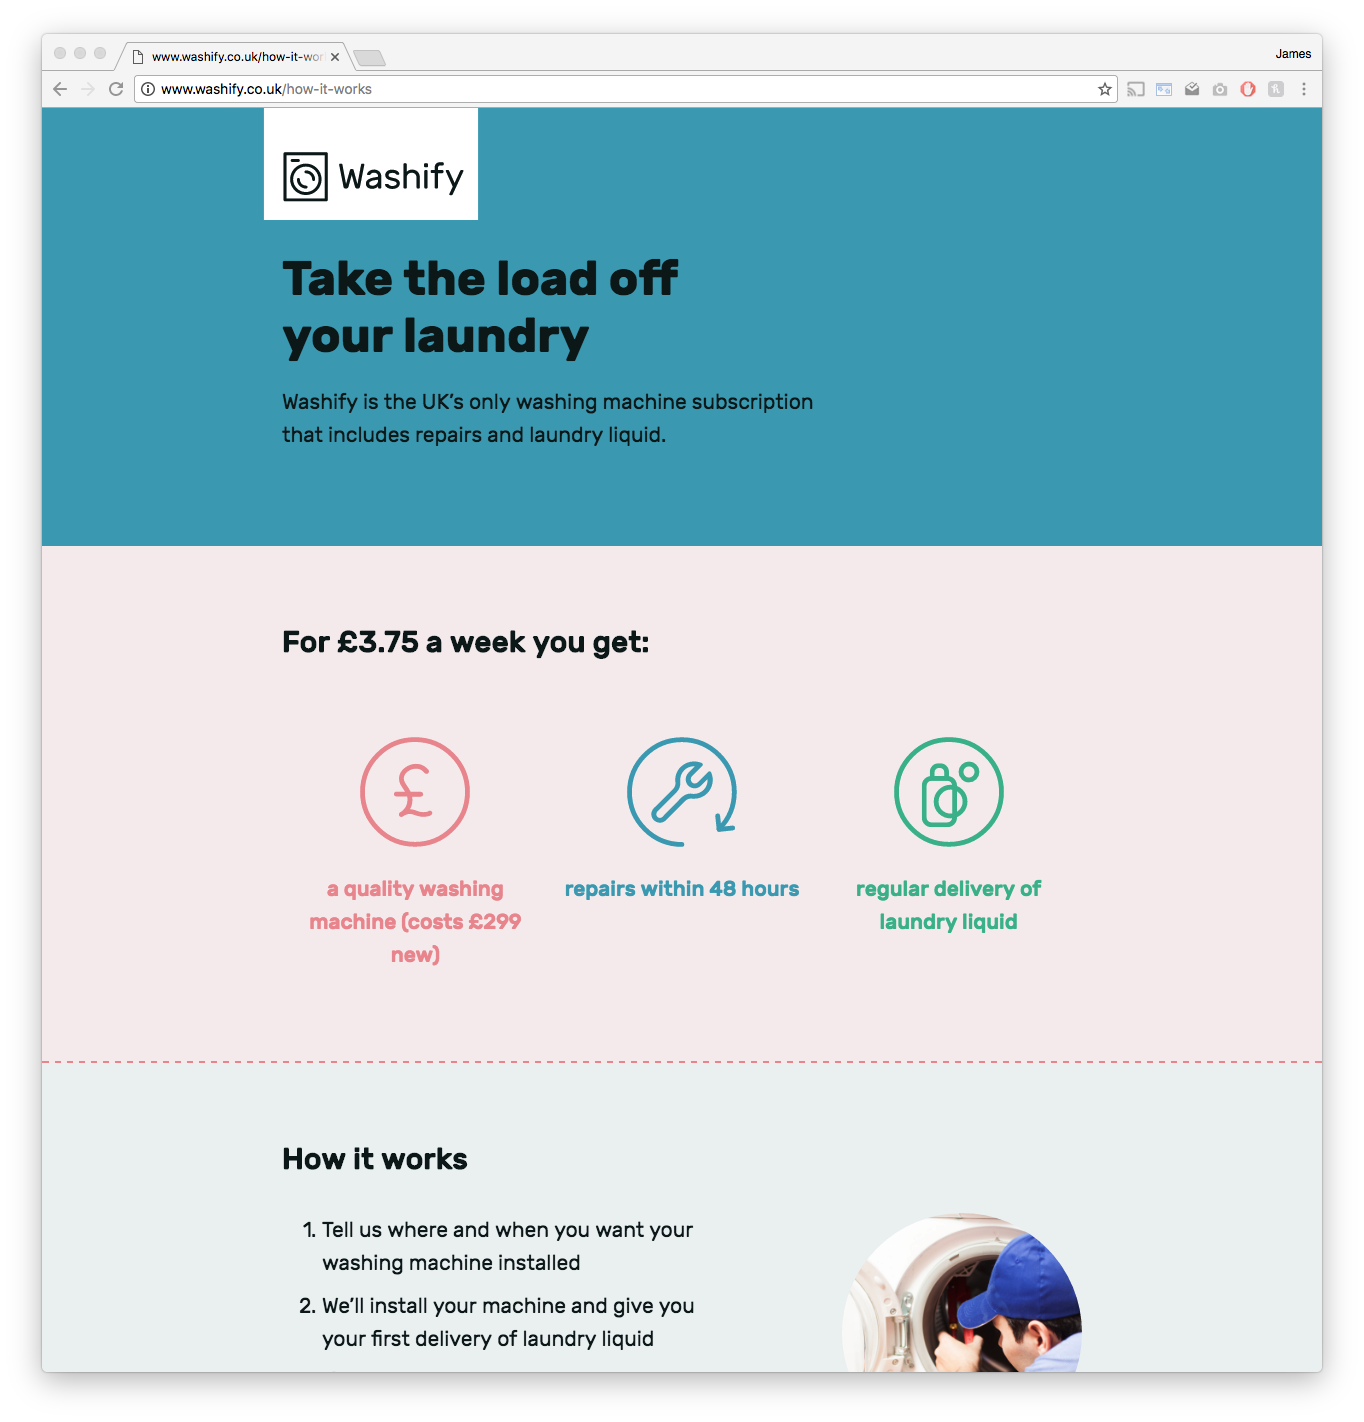 www.washify.co.uk/how-it-wor
James
www.washify.co.uk/how-it-works
Washify
Take the load off
your laundry
Washify is the UK’s only washing machine subscription
that includes repairs and laundry liquid.
For £3.75 a week you get:
£
a quality washing
machine (costs £299
new)
repairs within 48 hours
regular delivery of
laundry liquid
How it works
1. Tell us where and when you want your
washing machine installed
2. We’ll install your machine and give you
your first delivery of laundry liquid